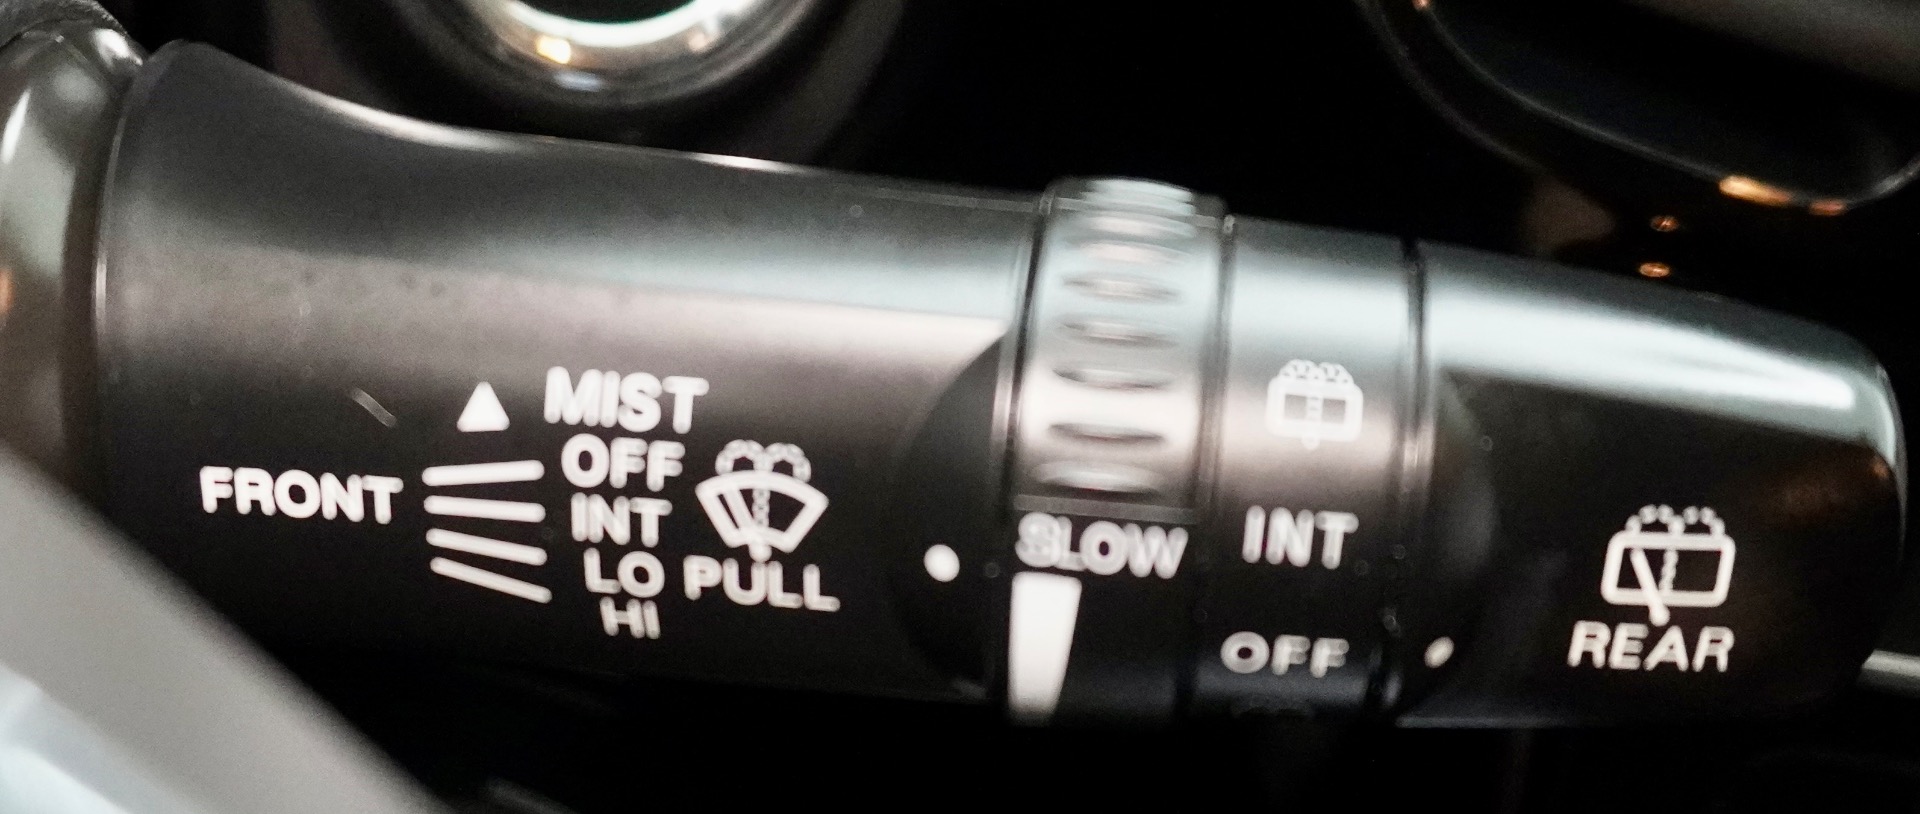 MIST
OFF
FRONT
INT
LO PULL
HI
SLOW
INT
OFF
REAR